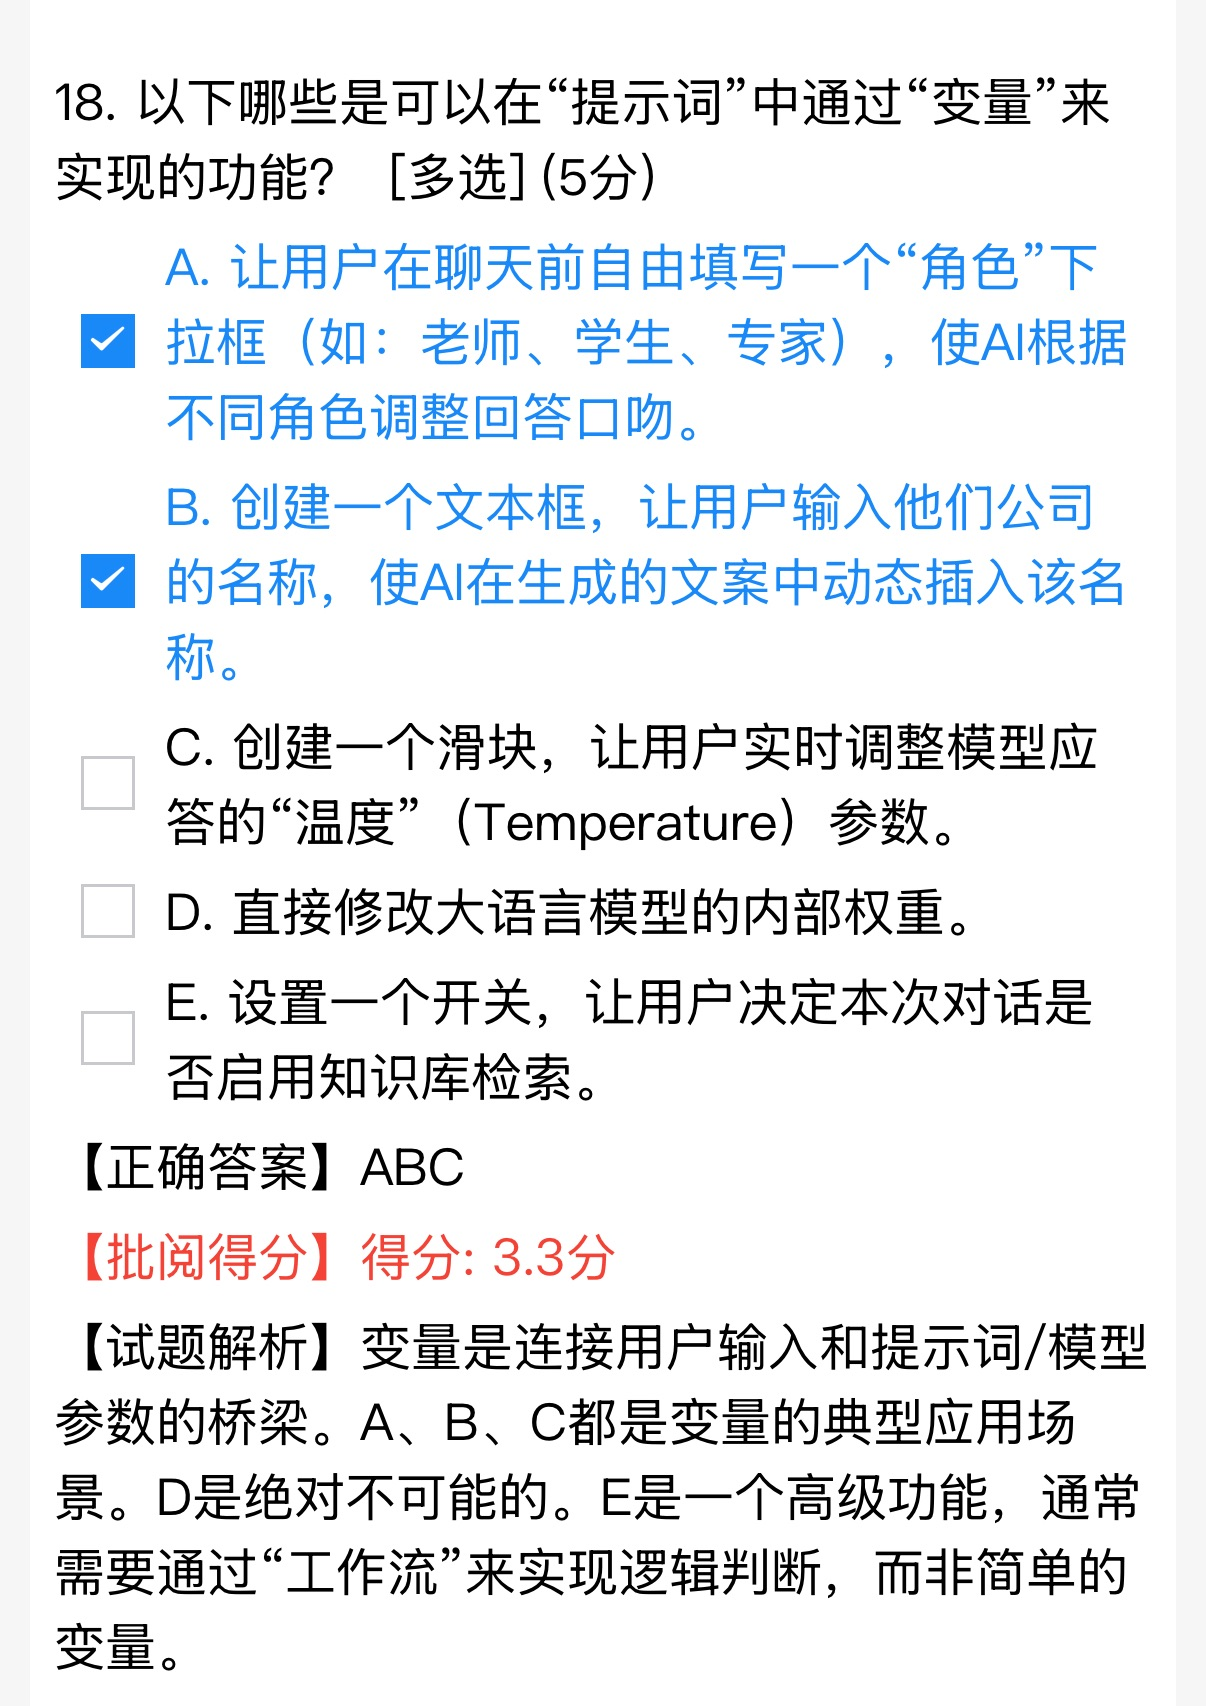 18. 以下哪些是可以在“提示词”中通过“变量”来
实现的功能? [多选] (5分)
A. 让用户在聊天前自由填写一个“角色”下
拉框（如：老师、学生、专家），使AI根据
不同角色调整回答口吻。
B. 创建一个文本框，让用户输入他们公司
的名称，使AI在生成的文案中动态插入该名
称。
C. 创建一个滑块，让用户实时调整模型应
答的“温度”（Temperature）参数。
D. 直接修改大语言模型的内部权重。
E. 设置一个开关，让用户决定本次对话是
否启用知识库检索。
【正确答案】ABC
【批阅得分】得分: 3.3分
【试题解析】变量是连接用户输入和提示词/模型
参数的桥梁。A、B、C都是变量的典型应用场
景。D是绝对不可能的。E是一个高级功能，通常
需要通过“工作流”来实现逻辑判断，而非简单的
变量。